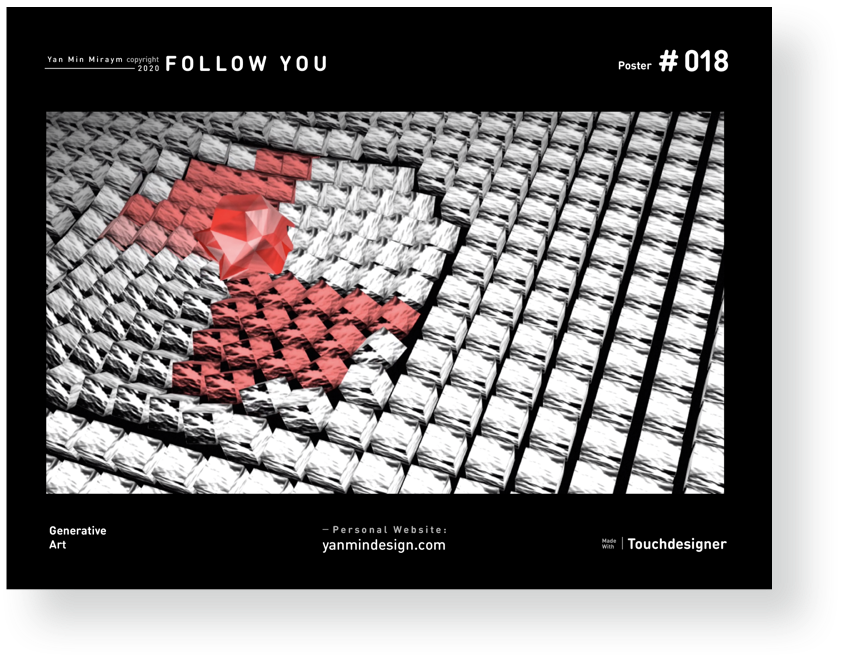 Yan Min Miraym copyright
2020
FOLLOW YOU
Poster # 018
Generative
Art
– Personal Website:
yanmindesign.com
Made
With
Touchdesigner